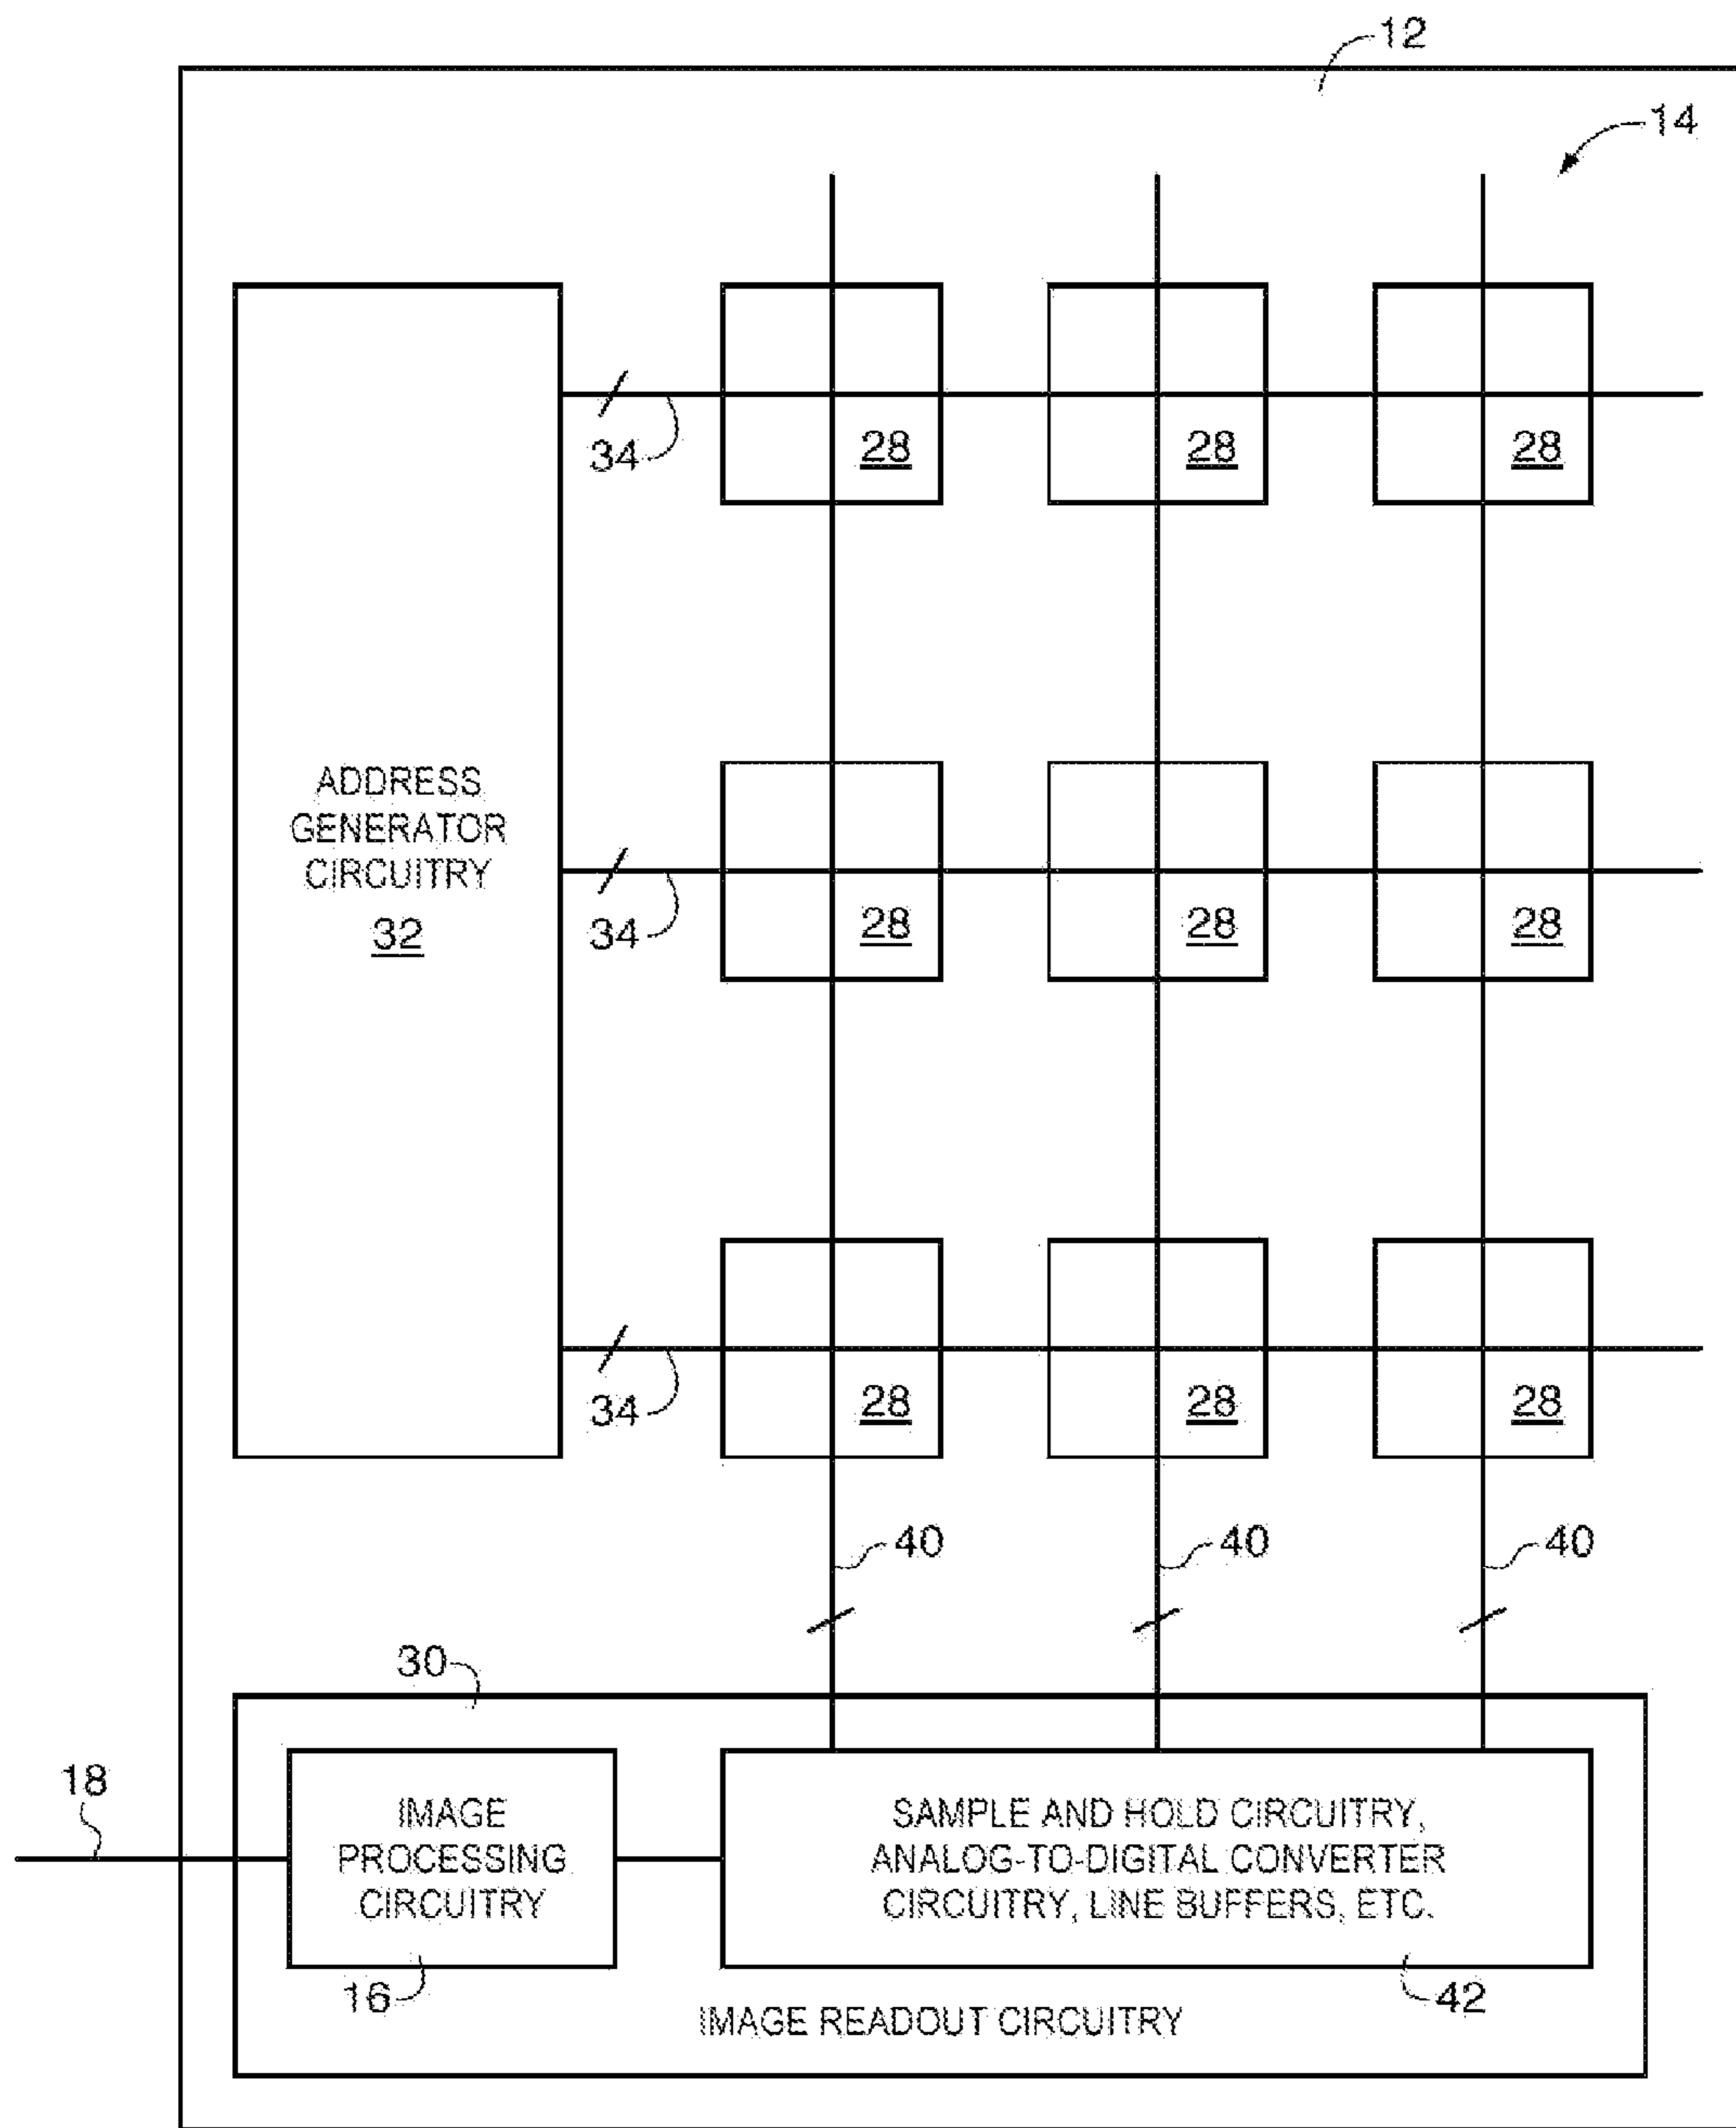 12
14
28 28 28
34
ADDRESS
GENERATOR
CIRCUITRY
32
34
28 28 28
34
28 28 28
40 40 40
30
18
IMAGE
PROCESSING
CIRCUITRY
16
SAMPLE AND HOLD CIRCUITRY,
ANALOG-TO-DIGITAL CONVERTER
CIRCUITRY, LINE BUFFERS, ETC.
42
IMAGE READOUT CIRCUITRY